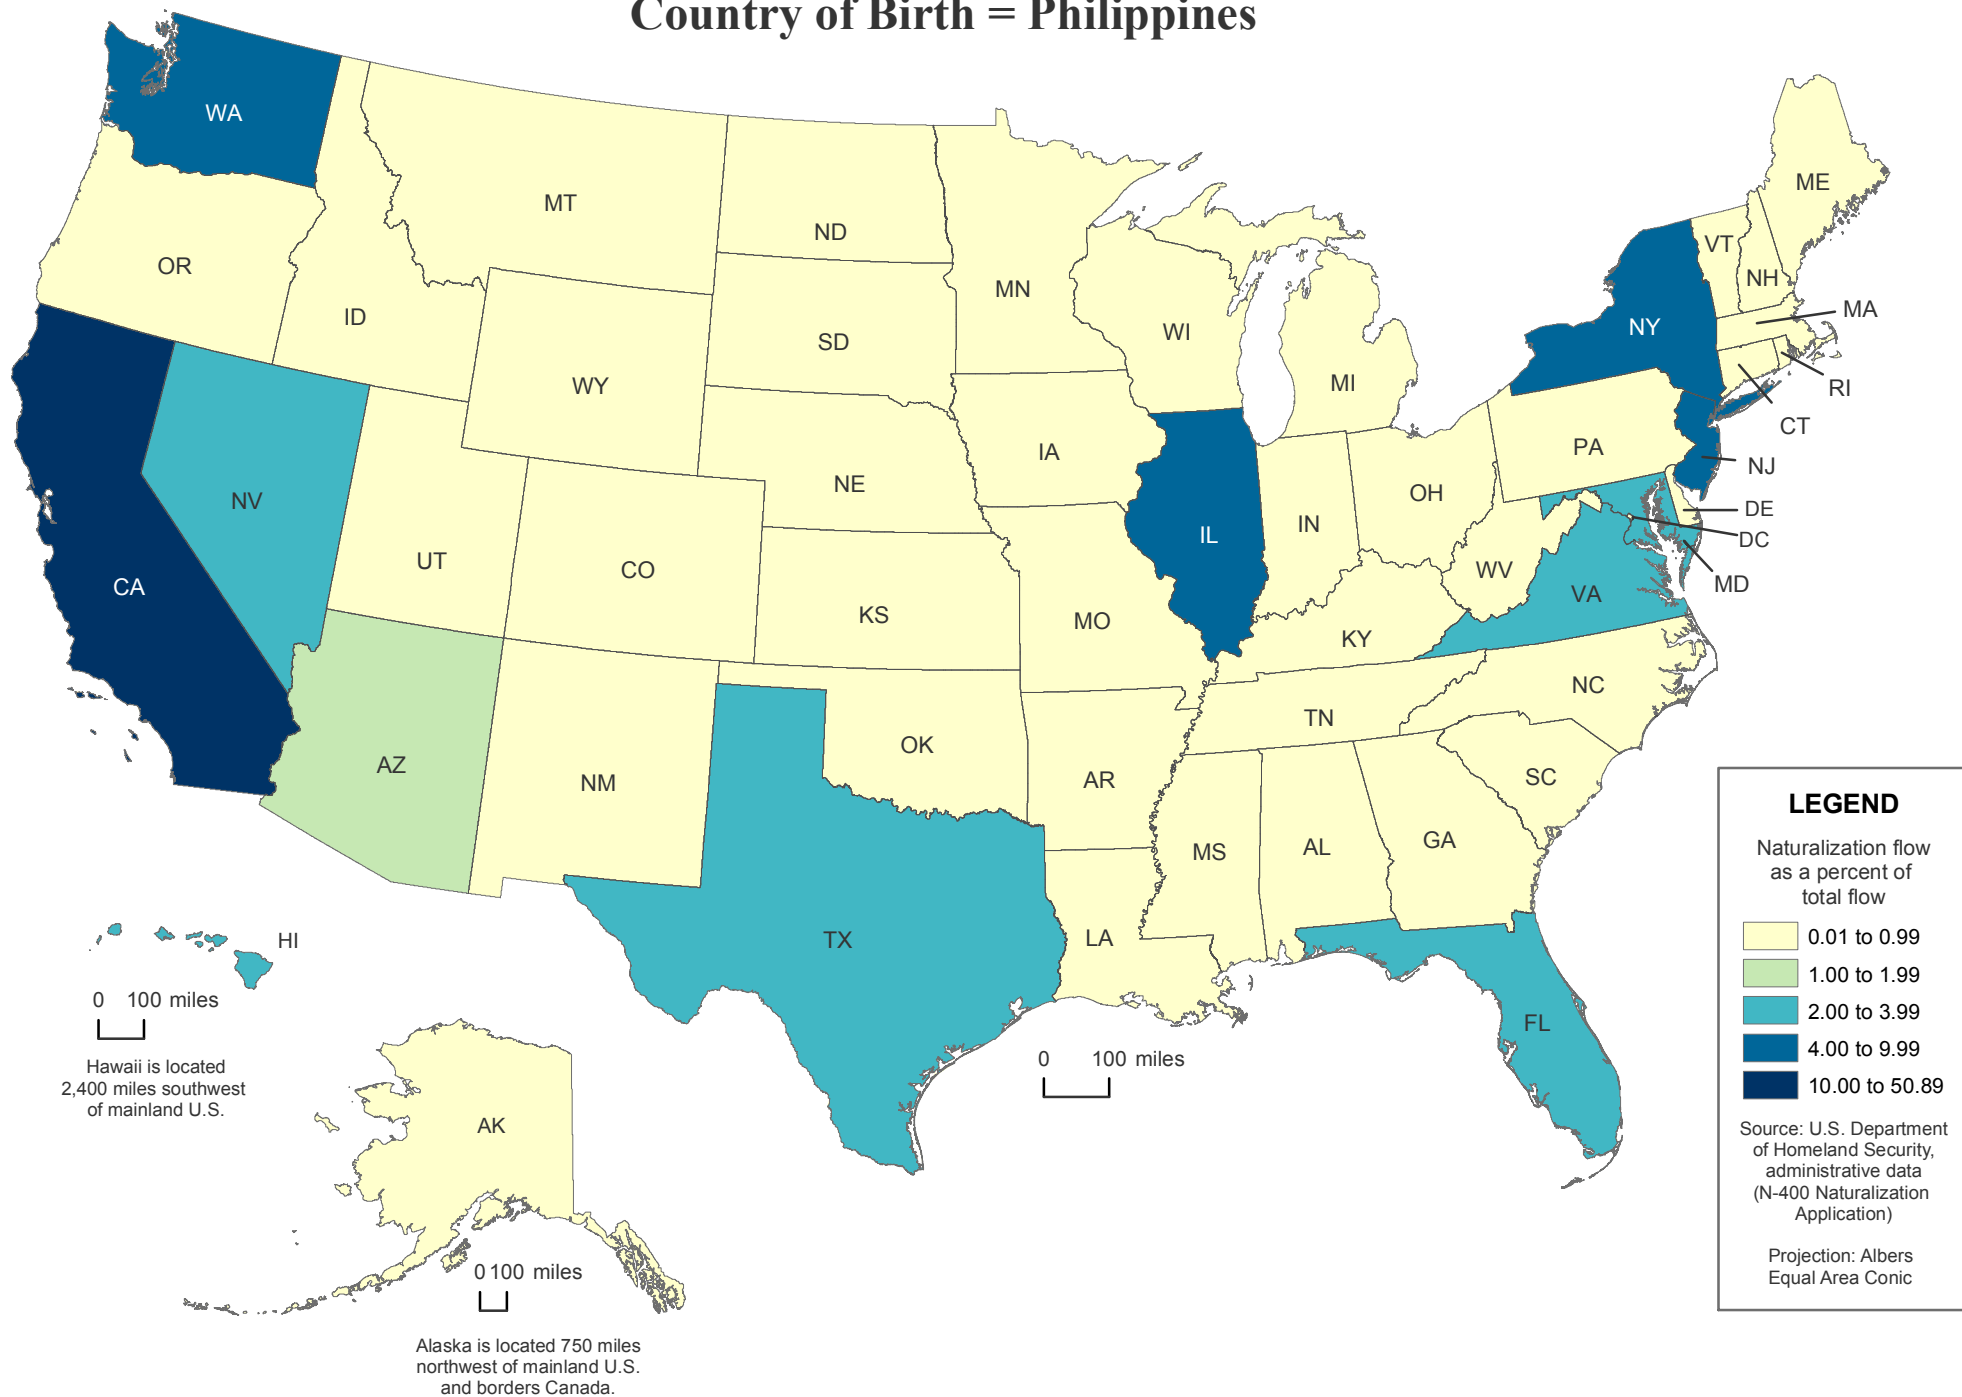 Country of Birth = Philippines
WA
OR
CA
NV
ID
MT
WY
UT
AZ
CO
NM
ND
SD
NE
KS
OK
TX
MN
IA
MO
AR
LA
WI
IL
MI
IN
OH
KY
TN
MS
AL
GA
FL
SC
NC
VA
WV
PA
NY
VT
NH
ME
MA
RI
CT
NJ
DE
DC
MD
HI
0 100 miles
Hawaii is located
2,400 miles southwest
of mainland U.S.
AK
0 100 miles
Alaska is located 750 miles
northwest of mainland U.S.
and borders Canada.
0 100 miles
LEGEND
Naturalization flow
as a percent of
total flow
0.01 to 0.99
1.00 to 1.99
2.00 to 3.99
4.00 to 9.99
10.00 to 50.89
Source: U.S. Department
of Homeland Security,
administrative data
(N-400 Naturalization
Application)
Projection: Albers
Equal Area Conic